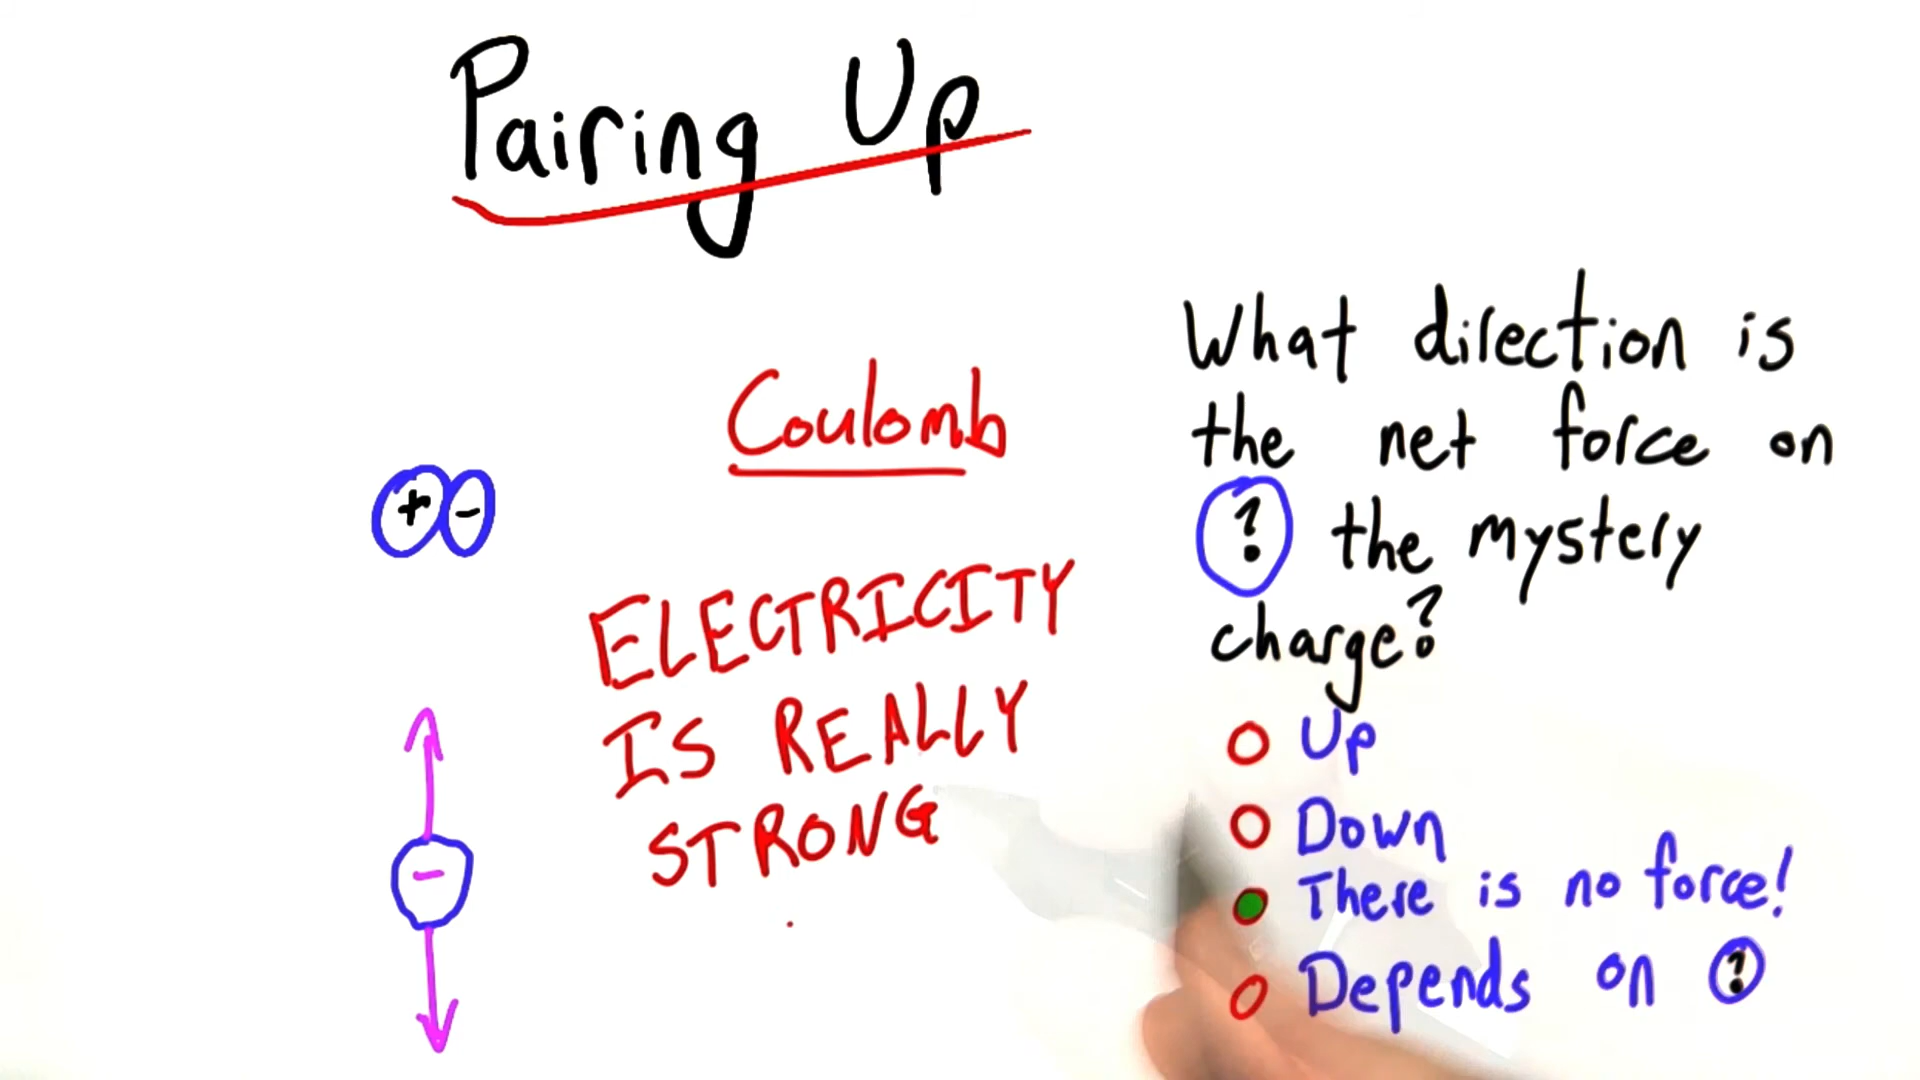 Pairing Up
Coulomb
+ -
ELECTRICITY
IS REALLY
STRONG
-
What direction is
the net force on
? the mystery
charge?
Up
Down
There is no force!
Depends on ?